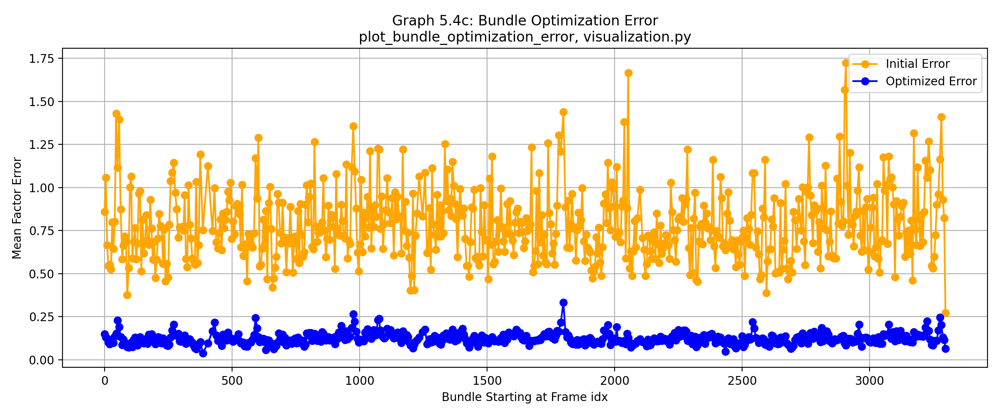 Graph 5.4c: Bundle Optimization Error
plot_bundle_optimization_error, visualization.py
Initial Error
Optimized Error
Mean Factor Error
1.75
1.50
1.25
1.00
0.75
0.50
0.25
0.00
0
500
1000
1500
2000
2500
3000
Bundle Starting at Frame idx